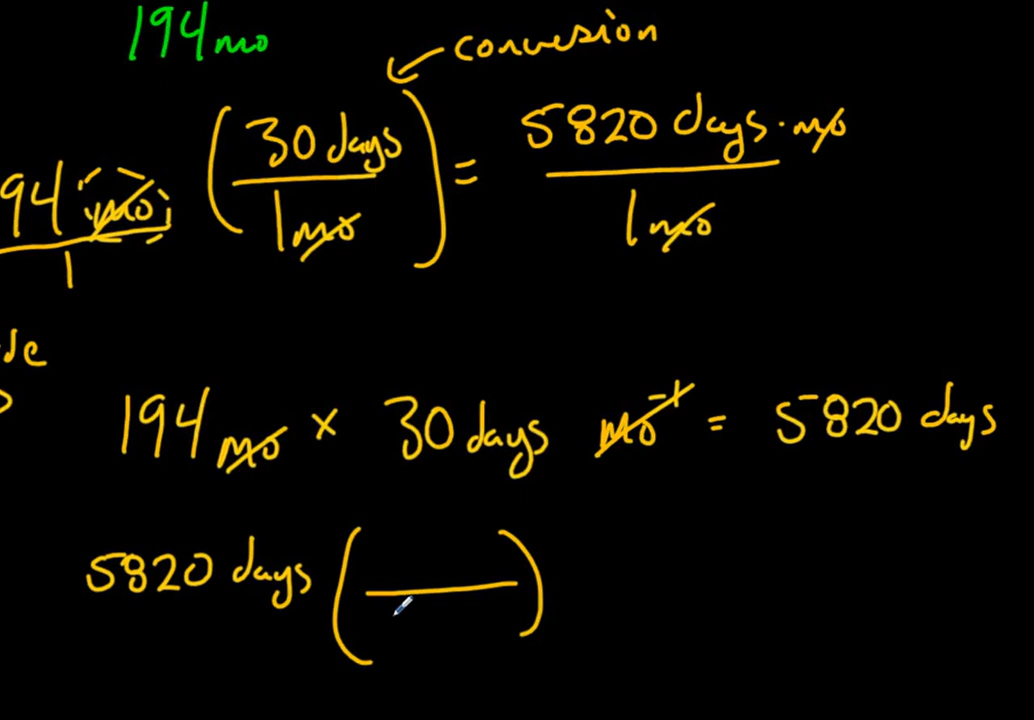 194 mo
convesion
94 mo (30 days / 1 mo) = 5820 days · mo / 1 mo
1
de
194 mo × 30 days mo⁻¹ = 5820 days
5820 days ( )